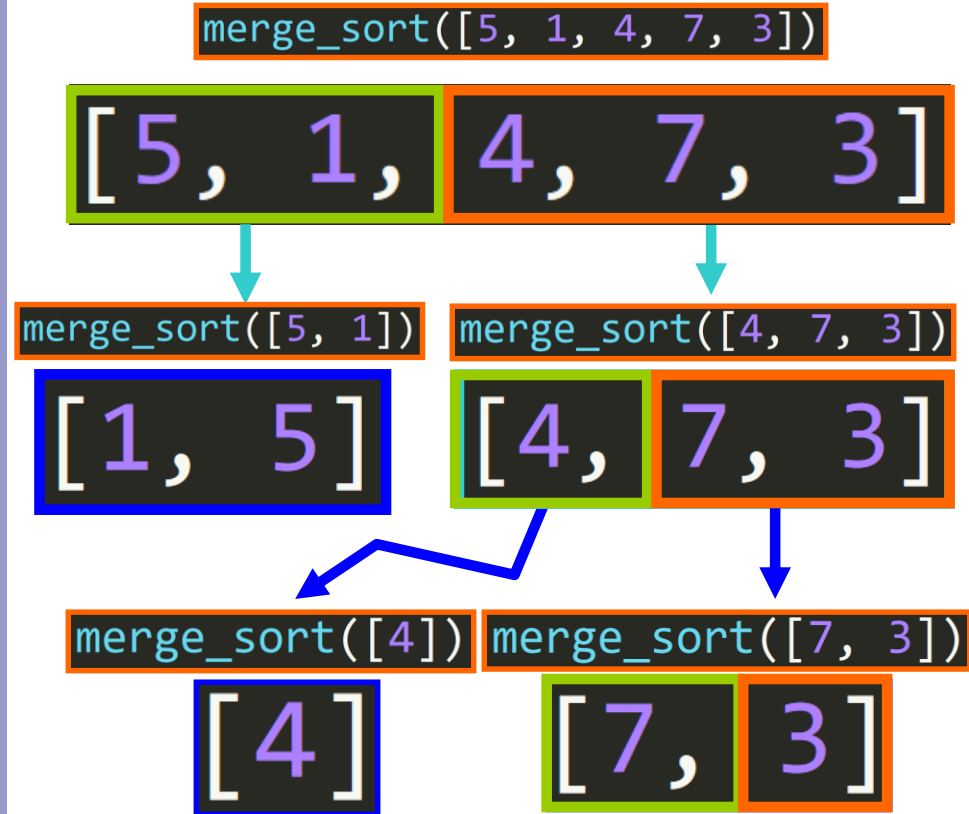 merge_sort([5, 1, 4, 7, 3])
[5, 1, 4, 7, 3]
merge_sort([5, 1])
merge_sort([4, 7, 3])
[1, 5]
[4, 7, 3]
merge_sort([4])
merge_sort([7, 3])
[4]
[7, 3]